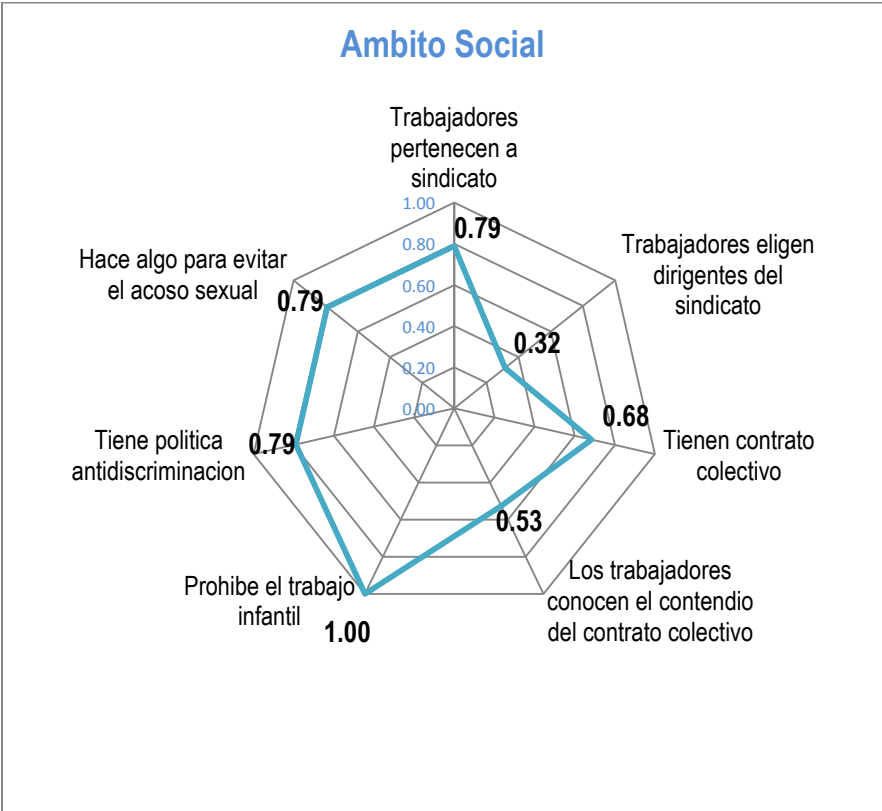 Ambito Social
Trabajadores
pertenecen a
sindicato
1.00
0.79
0.80
Trabajadores eligen
dirigentes del
sindicato
Hace algo para evitar
el acoso sexual
0.79
0.60
0.40
0.32
0.20
0.00
0.68
Tienen contrato
colectivo
Tiene politica
antidiscriminacion
0.79
0.53
Los trabajadores
conocen el contendio
del contrato colectivo
Prohibe el trabajo
infantil
1.00